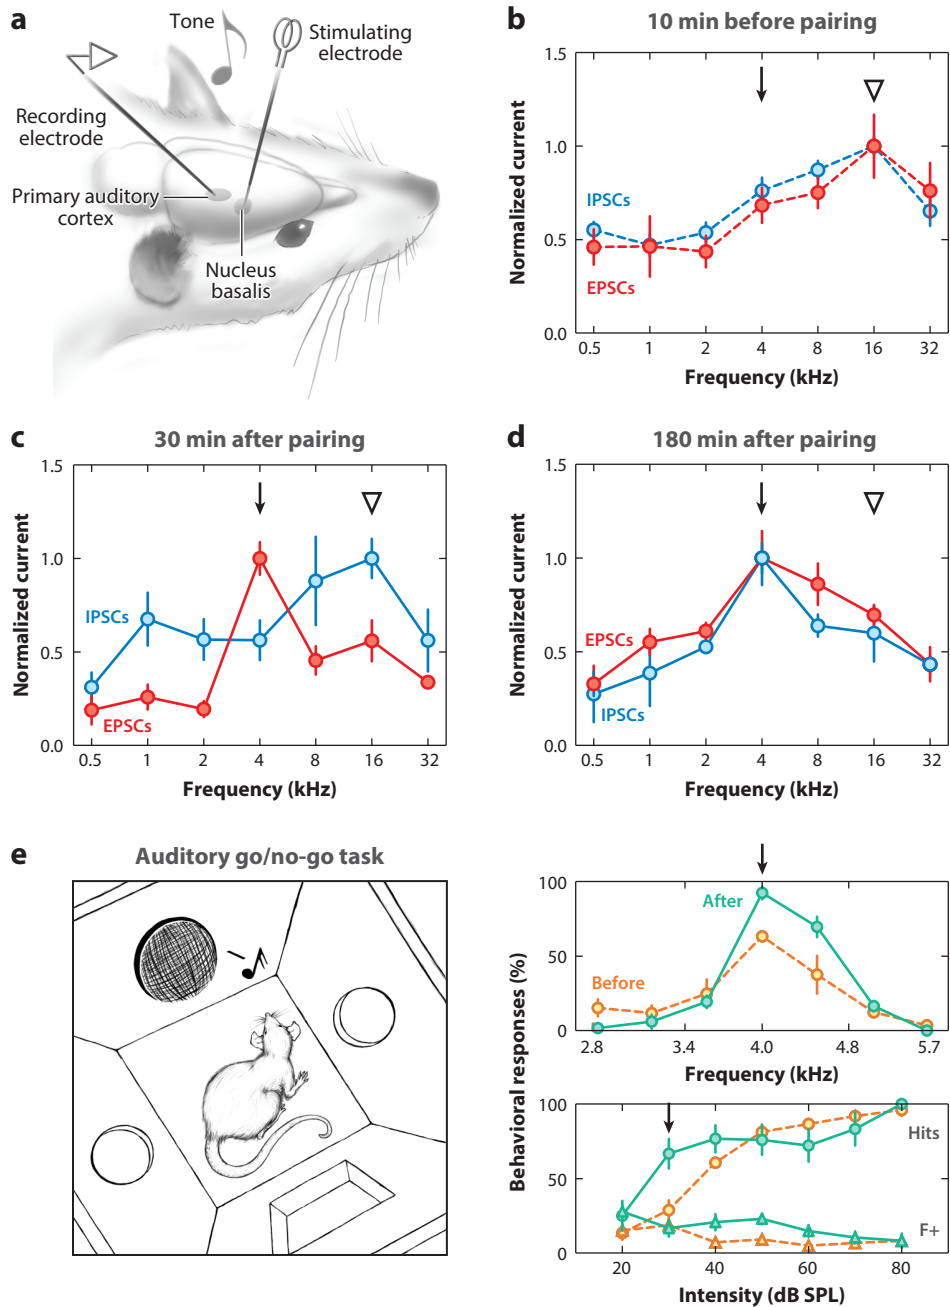 a
Tone
Stimulating
electrode
Recording
electrode
Primary auditory
cortex
Nucleus
basalis
b
10 min before pairing
Normalized current
1.5
1.0
0.5
0.0
IPSCs
EPSCs
0.5 1 2 4 8 16 32
Frequency (kHz)
c
30 min after pairing
Normalized current
1.5
1.0
0.5
0.0
IPSCs
EPSCs
0.5 1 2 4 8 16 32
Frequency (kHz)
d
180 min after pairing
Normalized current
1.5
1.0
0.5
0.0
EPSCs
IPSCs
0.5 1 2 4 8 16 32
Frequency (kHz)
e
Auditory go/no-go task
Behavioral responses (%)
100
50
0
After
Before
2.8 3.4 4.0 4.8 5.7
Frequency (kHz)
100
50
0
Hits
F+
20 40 60 80
Intensity (dB SPL)